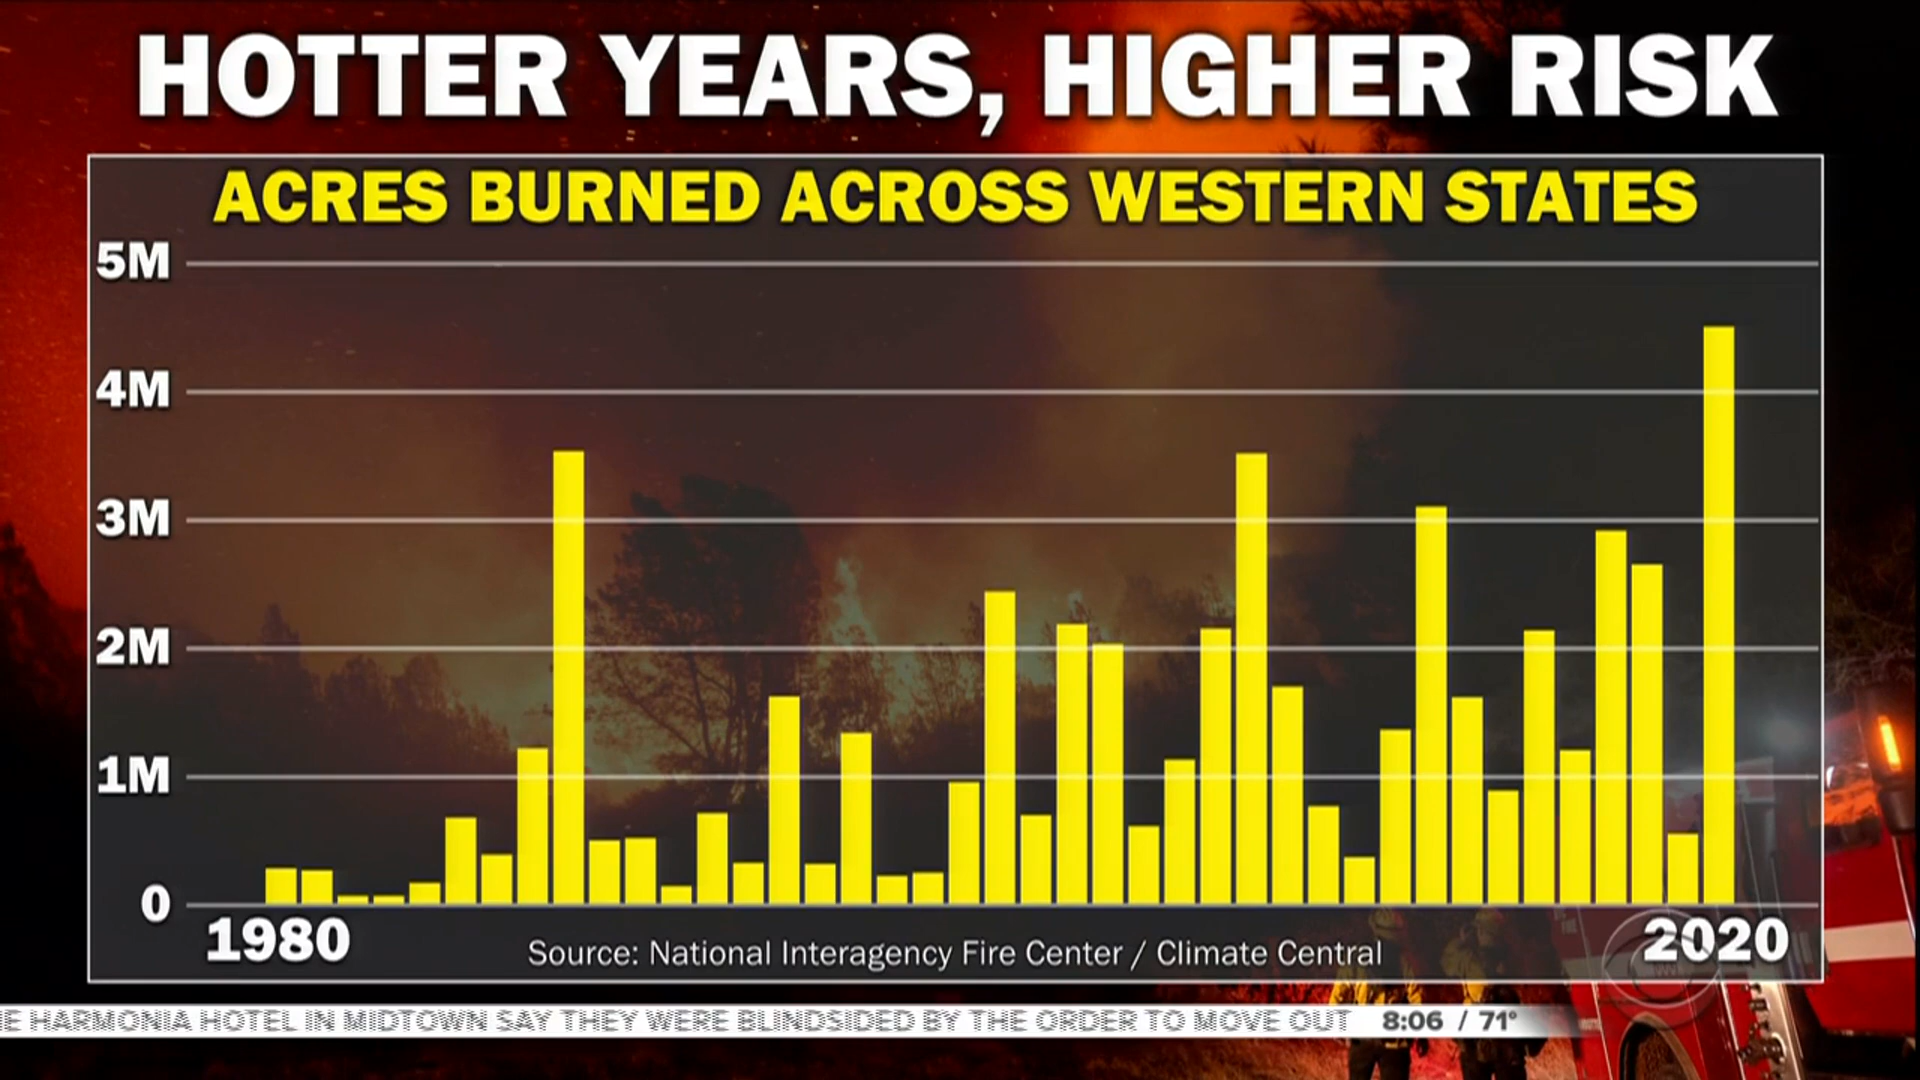 HOTTER YEARS, HIGHER RISK
ACRES BURNED ACROSS WESTERN STATES
5M
4M
3M
2M
1M
0
1980
2020
Source: National Interagency Fire Center / Climate Central
E HARMONIA HOTEL IN MIDTOWN SAY THEY WERE BLINDSIDED BY THE ORDER TO MOVE OUT 8:06 / 71°